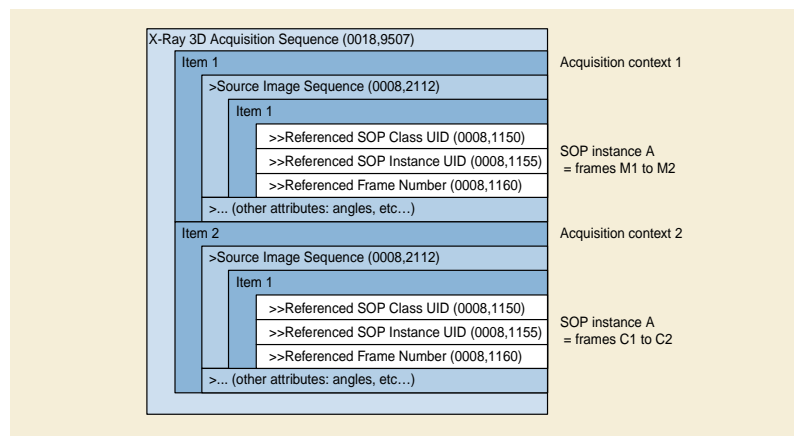 X-Ray 3D Acquisition Sequence (0018,9507)
Item 1
Acquisition context 1
>Source Image Sequence (0008,2112)
Item 1
>>Referenced SOP Class UID (0008,1150)
>>Referenced SOP Instance UID (0008,1155)
>>Referenced Frame Number (0008,1160)
SOP instance A
= frames M1 to M2
>... (other attributes: angles, etc…)
Item 2
Acquisition context 2
>Source Image Sequence (0008,2112)
Item 1
>>Referenced SOP Class UID (0008,1150)
>>Referenced SOP Instance UID (0008,1155)
>>Referenced Frame Number (0008,1160)
SOP instance A
= frames C1 to C2
>... (other attributes: angles, etc…)